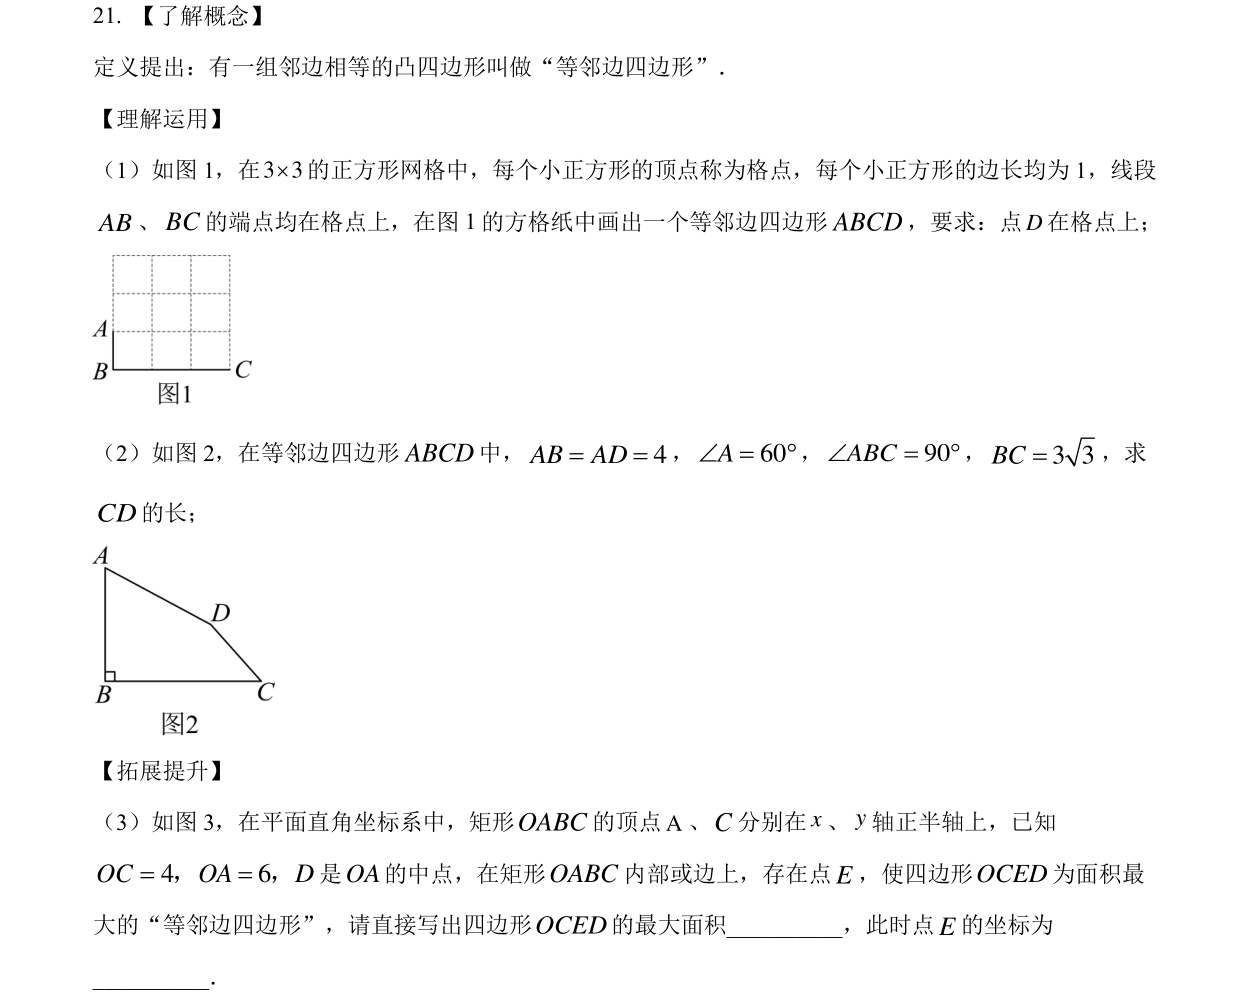 21. 【了解概念】
定义提出：有一组邻边相等的凸四边形叫做“等邻边四边形”．
【理解运用】
（1）如图 1，在3×3的正方形网格中，每个小正方形的顶点称为格点，每个小正方形的边长均为 1，线段
AB、BC的端点均在格点上，在图 1 的方格纸中画出一个等邻边四边形ABCD，要求：点D在格点上；
A
B
C
图1
（2）如图 2，在等邻边四边形ABCD中，AB=AD=4，∠A=60°，∠ABC=90°，BC=3√3，求
CD的长；
A
D
B
C
图2
【拓展提升】
（3）如图 3，在平面直角坐标系中，矩形OABC的顶点 A 、C分别在x、y轴正半轴上，已知
OC=4，OA=6，D是OA的中点，在矩形OABC内部或边上，存在点E，使四边形OCED为面积最
大的“等邻边四边形”，请直接写出四边形OCED的最大面积__________，此时点E的坐标为
__________．